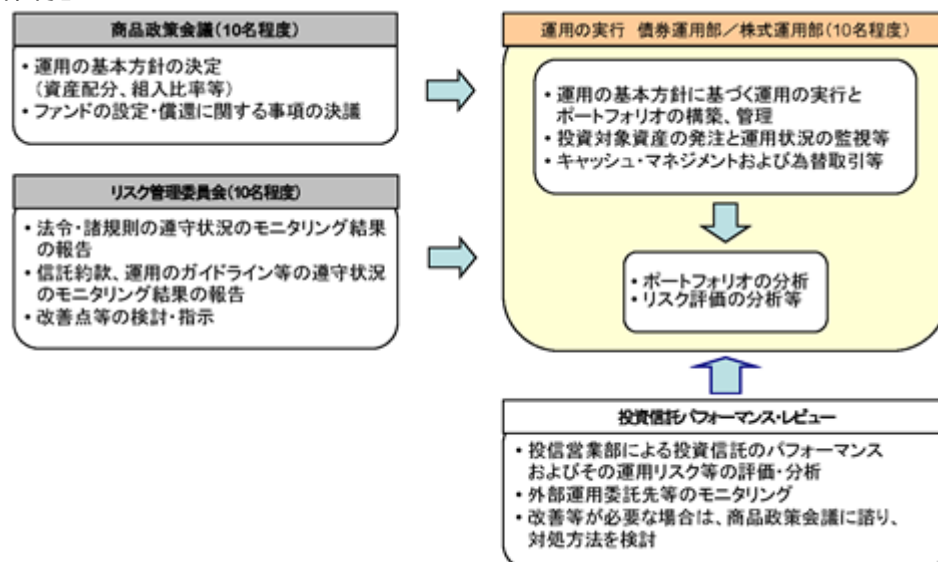 商品政策会議(10名程度)
・運用の基本方針の決定
(資産配分、組入比率等)
・ファンドの設定・償還に関する事項の決議
リスク管理委員会(10名程度)
・法令・諸規則の遵守状況のモニタリング結果
の報告
・信託約款、運用のガイドライン等の遵守状況
のモニタリング結果の報告
・改善点等の検討・指示
運用の実行 債券運用部/株式運用部(10名程度)
・運用の基本方針に基づく運用の実行と
ポートフォリオの構築、管理
・投資対象資産の発注と運用状況の監視等
・キャッシュ・マネジメントおよび為替取引等
・ポートフォリオの分析
・リスク評価の分析等
投資信託パフォーマンス・レビュー
・投信営業部による投資信託のパフォーマンス
およびその運用リスク等の評価・分析
・外部運用委託先等のモニタリング
・改善等が必要な場合は、商品政策会議に諮り、
対処方法を検討